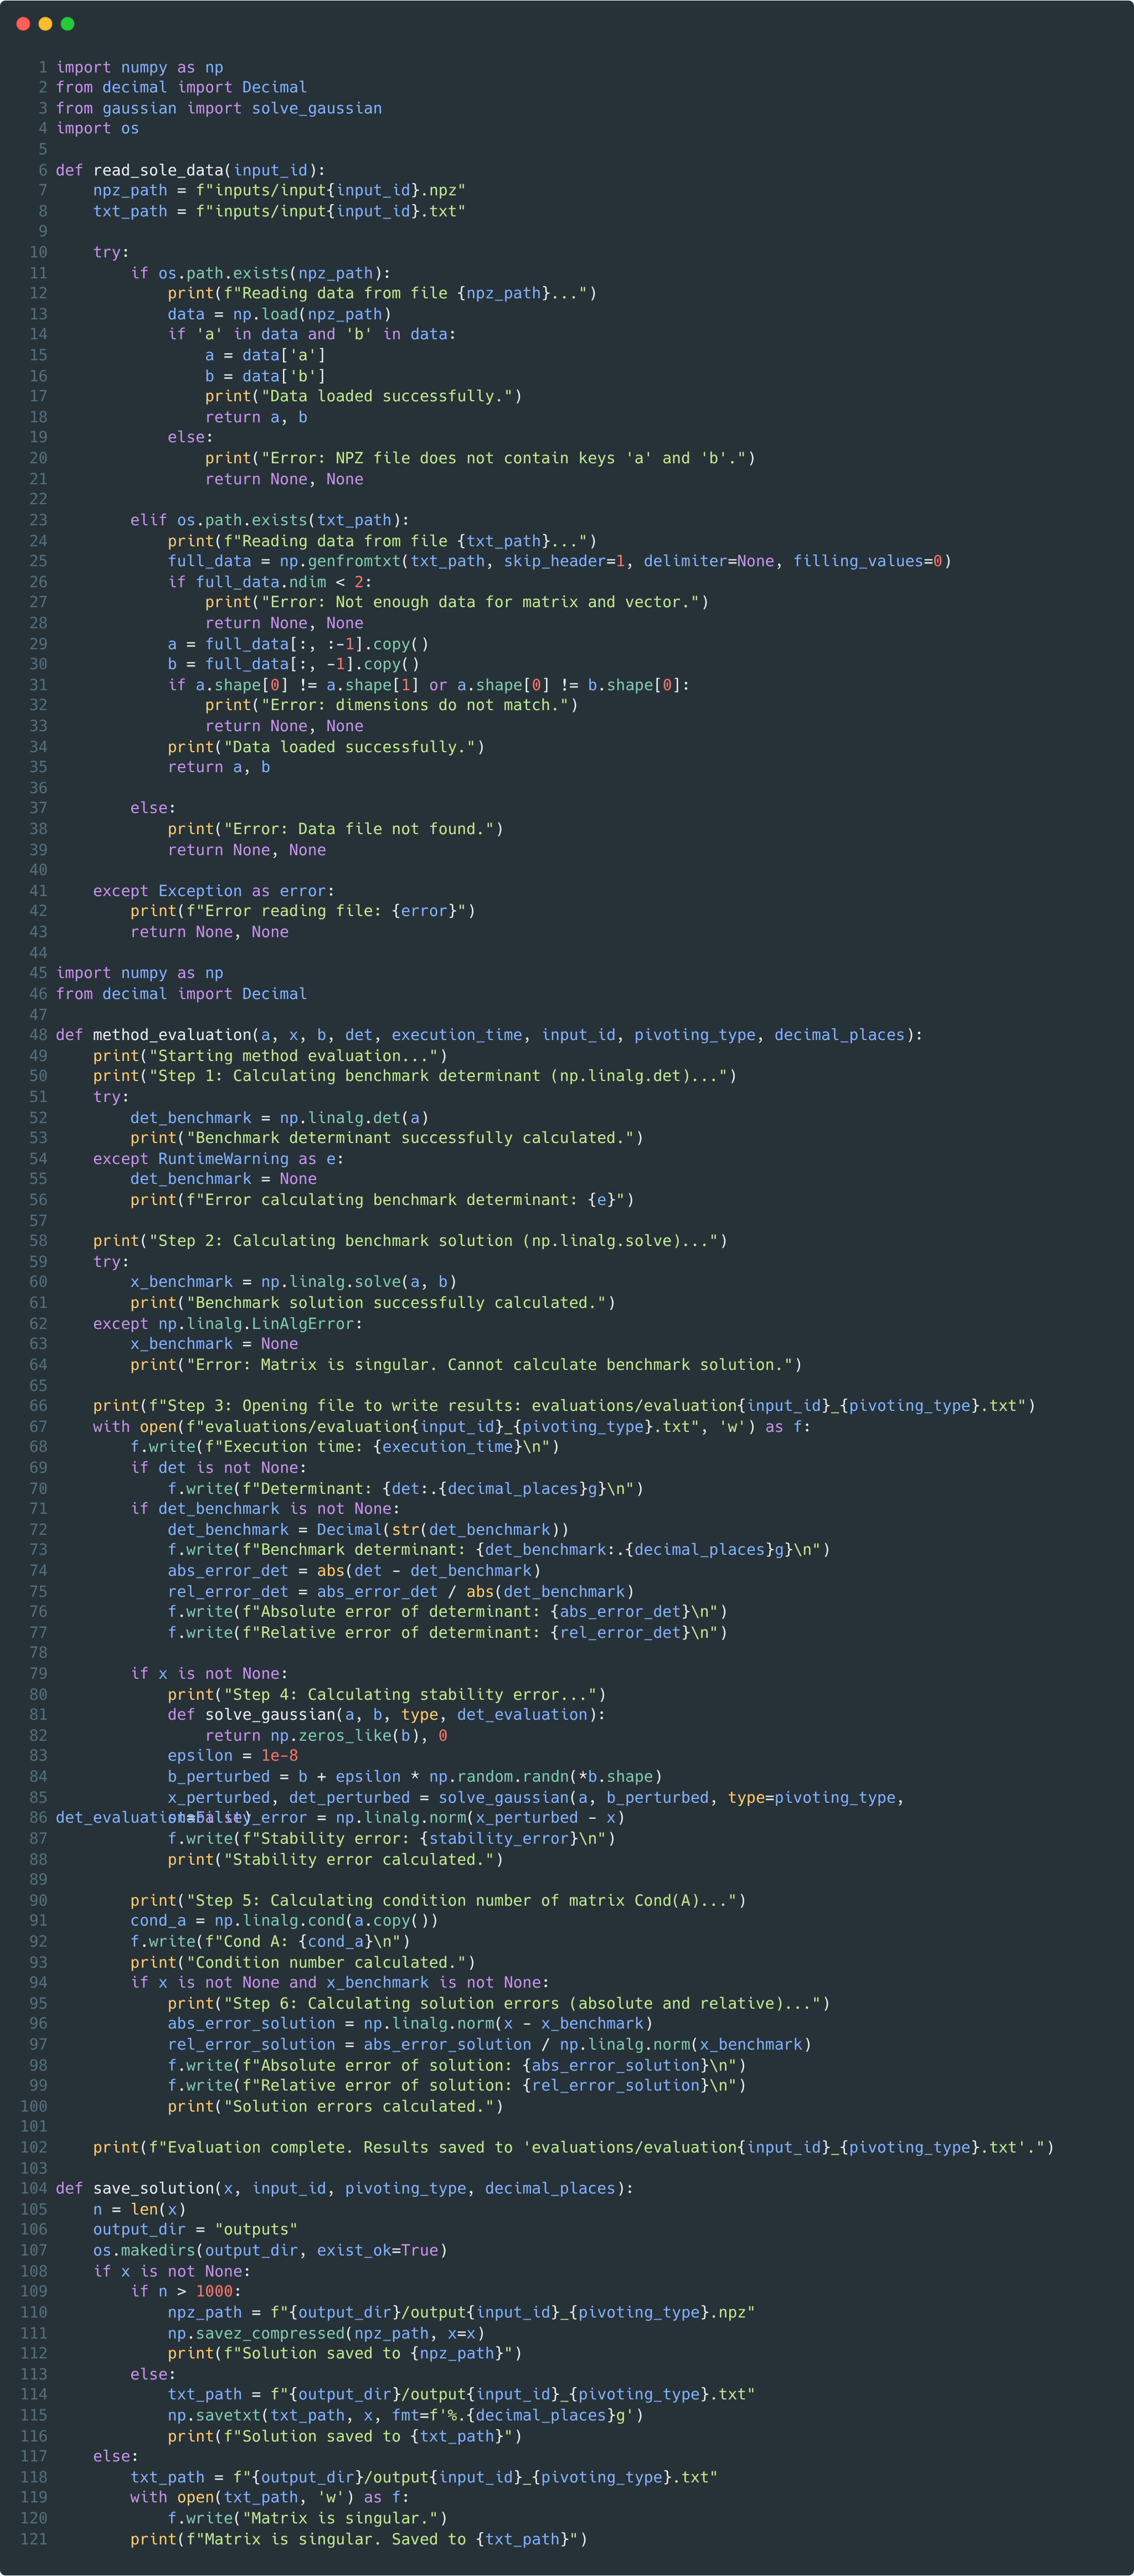 1 import numpy as np
2 from decimal import Decimal
3 from gaussian import solve_gaussian
4 import os
5
6 def read_sole_data(input_id):
7     npz_path = f"inputs/input{input_id}.npz"
8     txt_path = f"inputs/input{input_id}.txt"
9
10     try:
11         if os.path.exists(npz_path):
12             print(f"Reading data from file {npz_path}...")
13             data = np.load(npz_path)
14             if 'a' in data and 'b' in data:
15                 a = data['a']
16                 b = data['b']
17                 print("Data loaded successfully.")
18                 return a, b
19             else:
20                 print("Error: NPZ file does not contain keys 'a' and 'b'.")
21                 return None, None
22
23         elif os.path.exists(txt_path):
24             print(f"Reading data from file {txt_path}...")
25             full_data = np.genfromtxt(txt_path, skip_header=1, delimiter=None, filling_values=0)
26             if full_data.ndim < 2:
27                 print("Error: Not enough data for matrix and vector.")
28                 return None, None
29             a = full_data[:, :-1].copy()
30             b = full_data[:, -1].copy()
31             if a.shape[0] != a.shape[1] or a.shape[0] != b.shape[0]:
32                 print("Error: dimensions do not match.")
33                 return None, None
34             print("Data loaded successfully.")
35             return a, b
36
37         else:
38             print("Error: Data file not found.")
39             return None, None
40
41     except Exception as error:
42         print(f"Error reading file: {error}")
43         return None, None
44
45 import numpy as np
46 from decimal import Decimal
47
48 def method_evaluation(a, x, b, det, execution_time, input_id, pivoting_type, decimal_places):
49     print("Starting method evaluation...")
50     print("Step 1: Calculating benchmark determinant (np.linalg.det)...")
51     try:
52         det_benchmark = np.linalg.det(a)
53         print("Benchmark determinant successfully calculated.")
54     except RuntimeWarning as e:
55         det_benchmark = None
56         print(f"Error calculating benchmark determinant: {e}")
57
58     print("Step 2: Calculating benchmark solution (np.linalg.solve)...")
59     try:
60         x_benchmark = np.linalg.solve(a, b)
61         print("Benchmark solution successfully calculated.")
62     except np.linalg.LinAlgError:
63         x_benchmark = None
64         print("Error: Matrix is singular. Cannot calculate benchmark solution.")
65
66     print(f"Step 3: Opening file to write results: evaluations/evaluation{input_id}_{pivoting_type}.txt")
67     with open(f"evaluations/evaluation{input_id}_{pivoting_type}.txt", 'w') as f:
68         f.write(f"Execution time: {execution_time}\n")
69         if det is not None:
70             f.write(f"Determinant: {det:.{decimal_places}g}\n")
71         if det_benchmark is not None:
72             det_benchmark = Decimal(str(det_benchmark))
73             f.write(f"Benchmark determinant: {det_benchmark:.{decimal_places}g}\n")
74             abs_error_det = abs(det - det_benchmark)
75             rel_error_det = abs_error_det / abs(det_benchmark)
76             f.write(f"Absolute error of determinant: {abs_error_det}\n")
77             f.write(f"Relative error of determinant: {rel_error_det}\n")
78
79         if x is not None:
80             print("Step 4: Calculating stability error...")
81             def solve_gaussian(a, b, type, det_evaluation):
82                 return np.zeros_like(b), 0
83             epsilon = 1e-8
84             b_perturbed = b + epsilon * np.random.randn(*b.shape)
85             x_perturbed, det_perturbed = solve_gaussian(a, b_perturbed, type=pivoting_type,
det_evaluation=False)
86             stability_error = np.linalg.norm(x_perturbed - x)
87             f.write(f"Stability error: {stability_error}\n")
88             print("Stability error calculated.")
89
90         print("Step 5: Calculating condition number of matrix Cond(A)...")
91         cond_a = np.linalg.cond(a.copy())
92         f.write(f"Cond A: {cond_a}\n")
93         print("Condition number calculated.")
94         if x is not None and x_benchmark is not None:
95             print("Step 6: Calculating solution errors (absolute and relative)...")
96             abs_error_solution = np.linalg.norm(x - x_benchmark)
97             rel_error_solution = abs_error_solution / np.linalg.norm(x_benchmark)
98             f.write(f"Absolute error of solution: {abs_error_solution}\n")
99             f.write(f"Relative error of solution: {rel_error_solution}\n")
100             print("Solution errors calculated.")
101
102     print(f"Evaluation complete. Results saved to 'evaluations/evaluation{input_id}_{pivoting_type}.txt'.")
103
104 def save_solution(x, input_id, pivoting_type, decimal_places):
105     n = len(x)
106     output_dir = "outputs"
107     os.makedirs(output_dir, exist_ok=True)
108     if x is not None:
109         if n > 1000:
110             npz_path = f"{output_dir}/output{input_id}_{pivoting_type}.npz"
111             np.savez_compressed(npz_path, x=x)
112             print(f"Solution saved to {npz_path}")
113         else:
114             txt_path = f"{output_dir}/output{input_id}_{pivoting_type}.txt"
115             np.savetxt(txt_path, x, fmt=f'%.{decimal_places}g')
116             print(f"Solution saved to {txt_path}")
117     else:
118         txt_path = f"{output_dir}/output{input_id}_{pivoting_type}.txt"
119         with open(txt_path, 'w') as f:
120             f.write("Matrix is singular.")
121         print(f"Matrix is singular. Saved to {txt_path}")